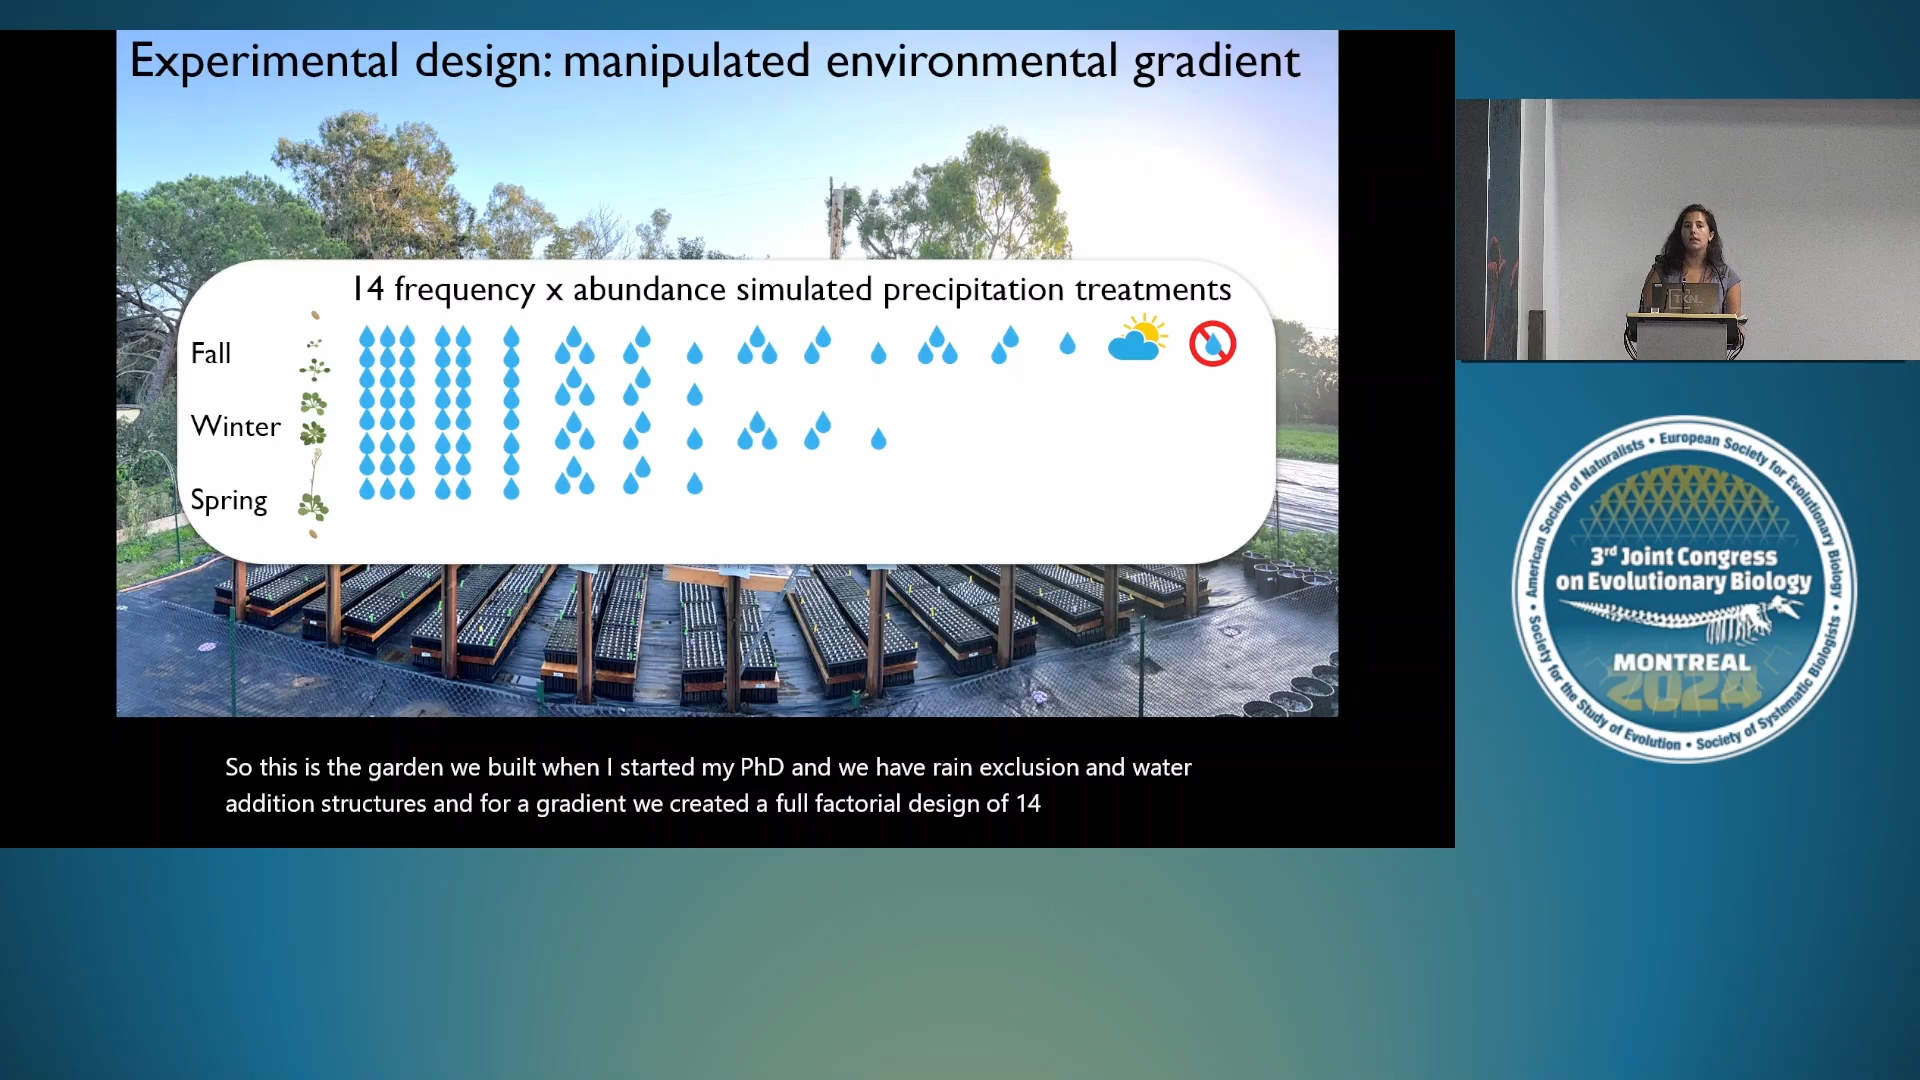 Experimental design: manipulated environmental gradient
14 frequency x abundance simulated precipitation treatments
Fall
Winter
Spring
So this is the garden we built when I started my PhD and we have rain exclusion and water
addition structures and for a gradient we created a full factorial design of 14
American Society of Naturalists • European Society for Evolutionary Biology •
Society for the Study of Evolution • Society of Systematic Biologists •
3rd Joint Congress
on Evolutionary Biology
MONTREAL
2024